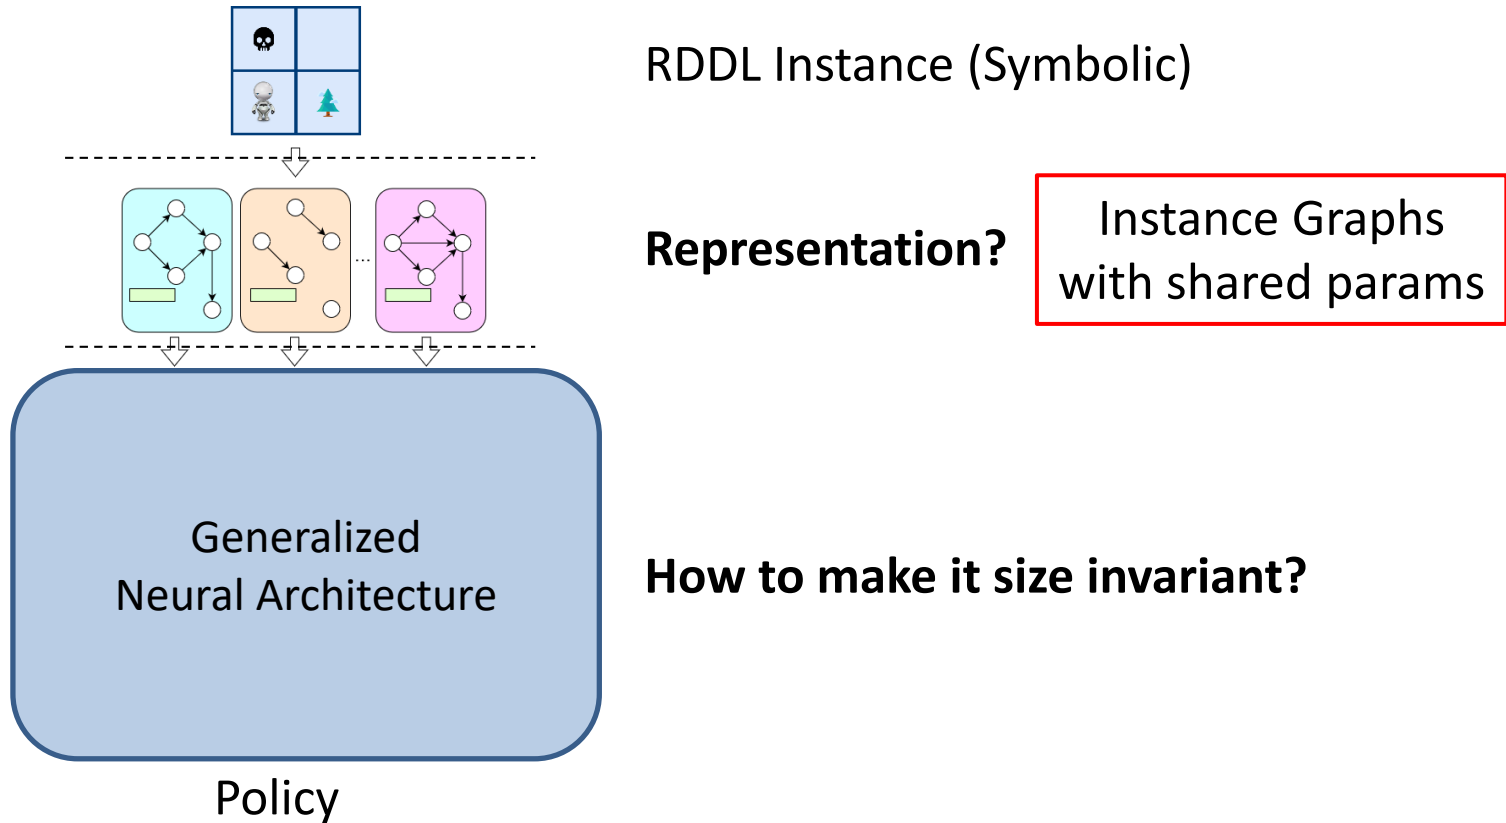 RDDL Instance (Symbolic)
Representation?
Instance Graphs
with shared params
...
Generalized
Neural Architecture
How to make it size invariant?
Policy